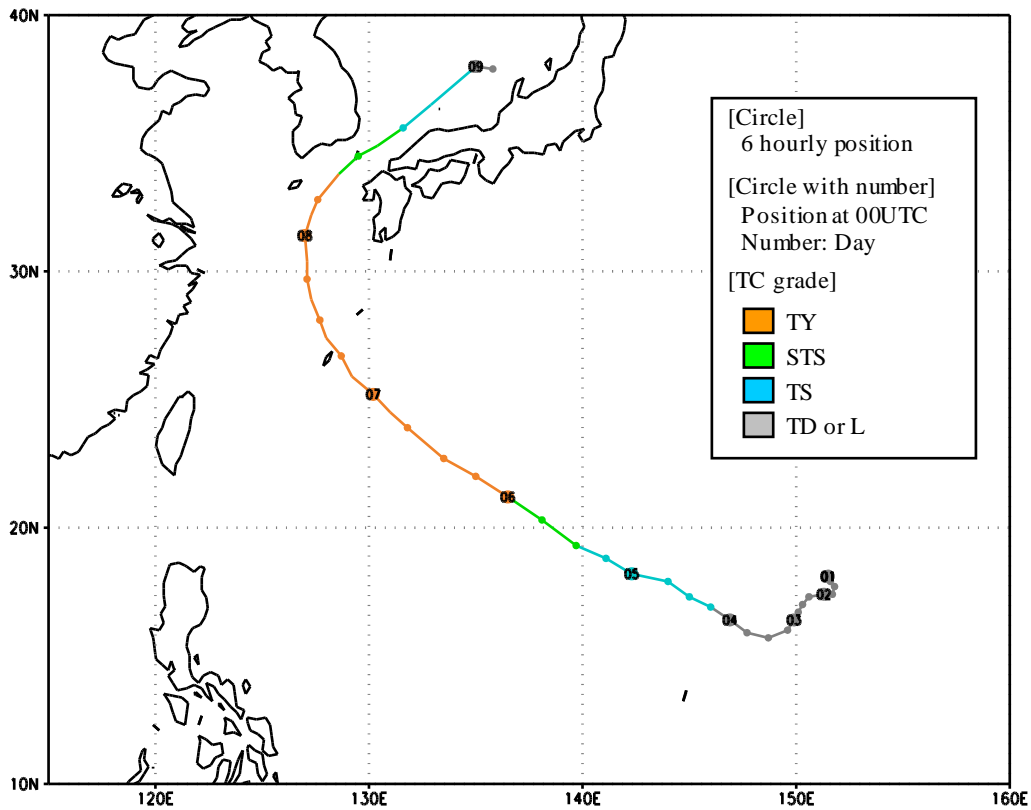 40N
09
[Circle]
6 hourly position
[Circle with number]
Position at 00UTC
Number: Day
[TC grade]
TY
STS
TS
TD or L
08
30N
07
06
20N
05
01
02
03
04
10N
120E 130E 140E 150E 160E